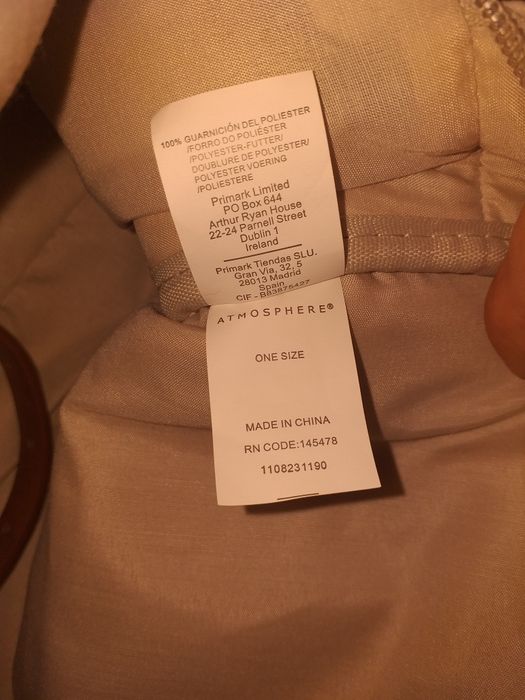 100% GUARNICIÓN DEL POLIESTER
/FORRO DO POLIÉSTER
/POLYESTER-FUTTER/
DOUBLURE DE POLYESTER/
POLYESTER VOERING
/POLIESTERE
Primark Limited
PO Box 644
Arthur Ryan House
22-24 Parnell Street
Dublin 1
Ireland
Primark Tiendas SLU.
Gran Via, 32, 5
28013 Madrid
Spain
CIF - B83875427
ATMOSPHERE®
ONE SIZE
MADE IN CHINA
RN CODE:145478
1108231190